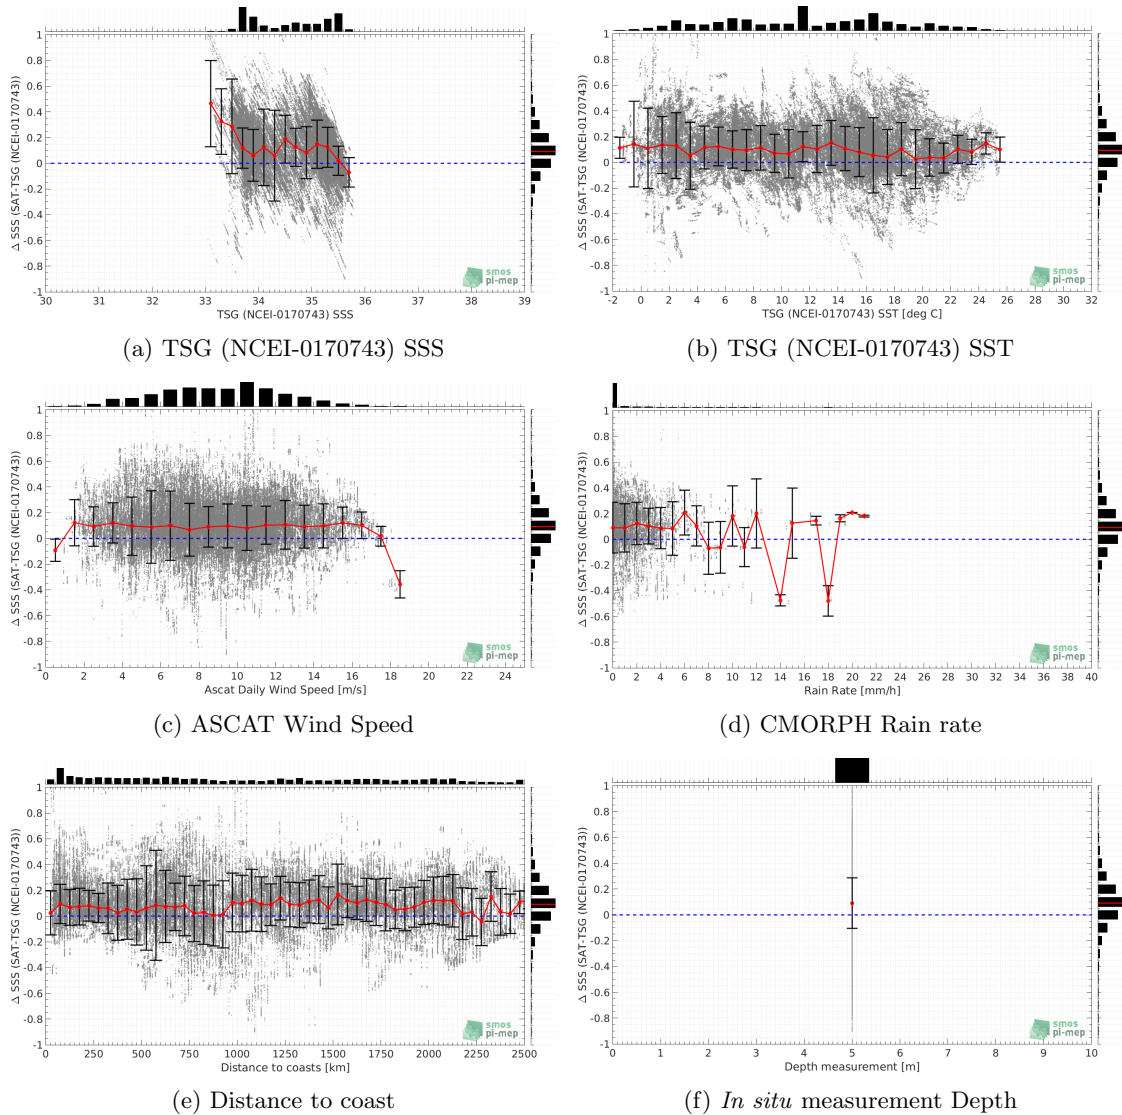 Δ SSS (SAT-TSG (NCEI-0170743))
1
0.8
0.6
0.4
0.2
0
-0.2
-0.4
-0.6
-0.8
-1
30 31 32 33 34 35 36 37 38 39
TSG (NCEI-0170743) SSS
smos
pi-mep
(a) TSG (NCEI-0170743) SSS
Δ SSS (SAT-TSG (NCEI-0170743))
1
0.8
0.6
0.4
0.2
0
-0.2
-0.4
-0.6
-0.8
-1
-2 0 2 4 6 8 10 12 14 16 18 20 22 24 26 28 30 32
TSG (NCEI-0170743) SST [deg C]
smos
pi-mep
(b) TSG (NCEI-0170743) SST
Δ SSS (SAT-TSG (NCEI-0170743))
1
0.8
0.6
0.4
0.2
0
-0.2
-0.4
-0.6
-0.8
-1
0 2 4 6 8 10 12 14 16 18 20 22 24
Ascat Daily Wind Speed [m/s]
smos
pi-mep
(c) ASCAT Wind Speed
Δ SSS (SAT-TSG (NCEI-0170743))
1
0.8
0.6
0.4
0.2
0
-0.2
-0.4
-0.6
-0.8
-1
0 2 4 6 8 10 12 14 16 18 20 22 24 26 28 30 32 34 36 38 40
Rain Rate [mm/h]
smos
pi-mep
(d) CMORPH Rain rate
Δ SSS (SAT-TSG (NCEI-0170743))
1
0.8
0.6
0.4
0.2
0
-0.2
-0.4
-0.6
-0.8
-1
0 250 500 750 1000 1250 1500 1750 2000 2250 2500
Distance to coasts [km]
smos
pi-mep
(e) Distance to coast
Δ SSS (SAT-TSG (NCEI-0170743))
1
0.8
0.6
0.4
0.2
0
-0.2
-0.4
-0.6
-0.8
-1
0 1 2 3 4 5 6 7 8 9 10
Depth measurement [m]
smos
pi-mep
(f) In situ measurement Depth